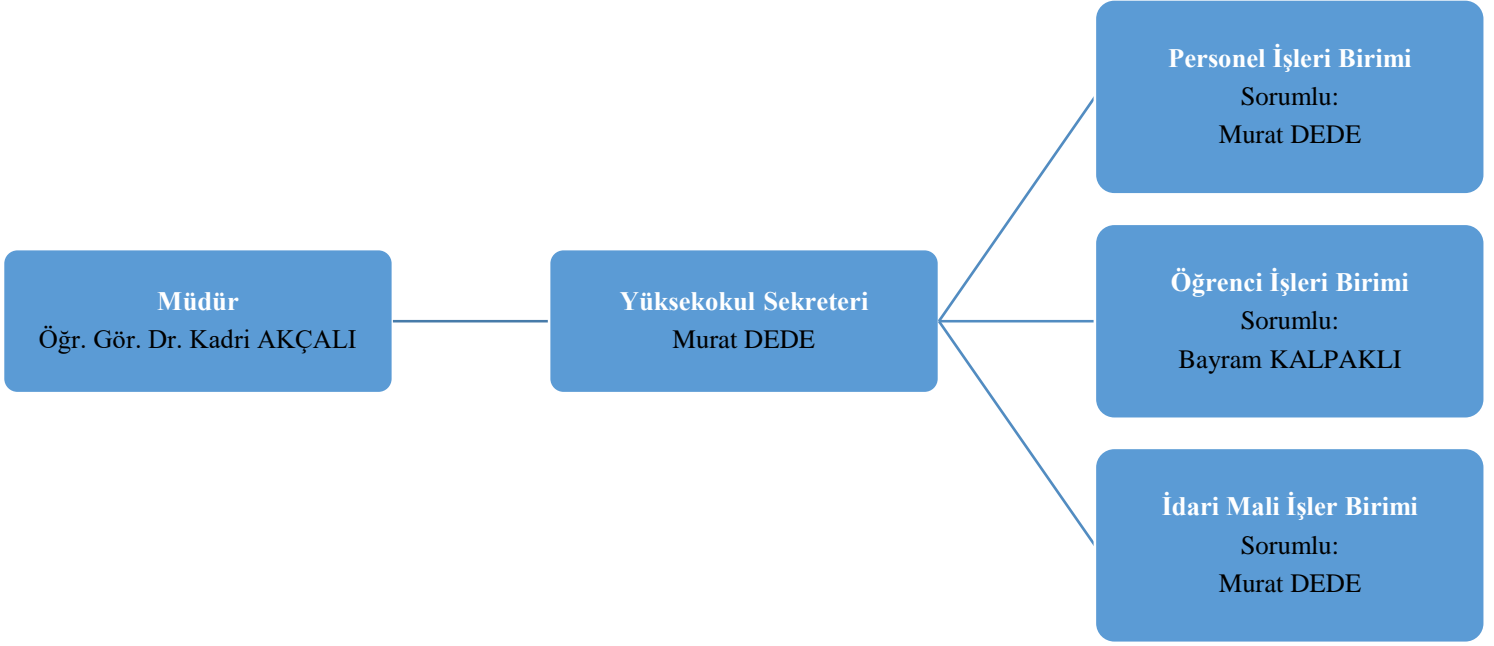 Müdür
Öğr. Gör. Dr. Kadri AKÇALI
Yüksekokul Sekreteri
Murat DEDE
Personel İşleri Birimi
Sorumlu:
Murat DEDE
Öğrenci İşleri Birimi
Sorumlu:
Bayram KALPAKLI
İdari Mali İşler Birimi
Sorumlu:
Murat DEDE